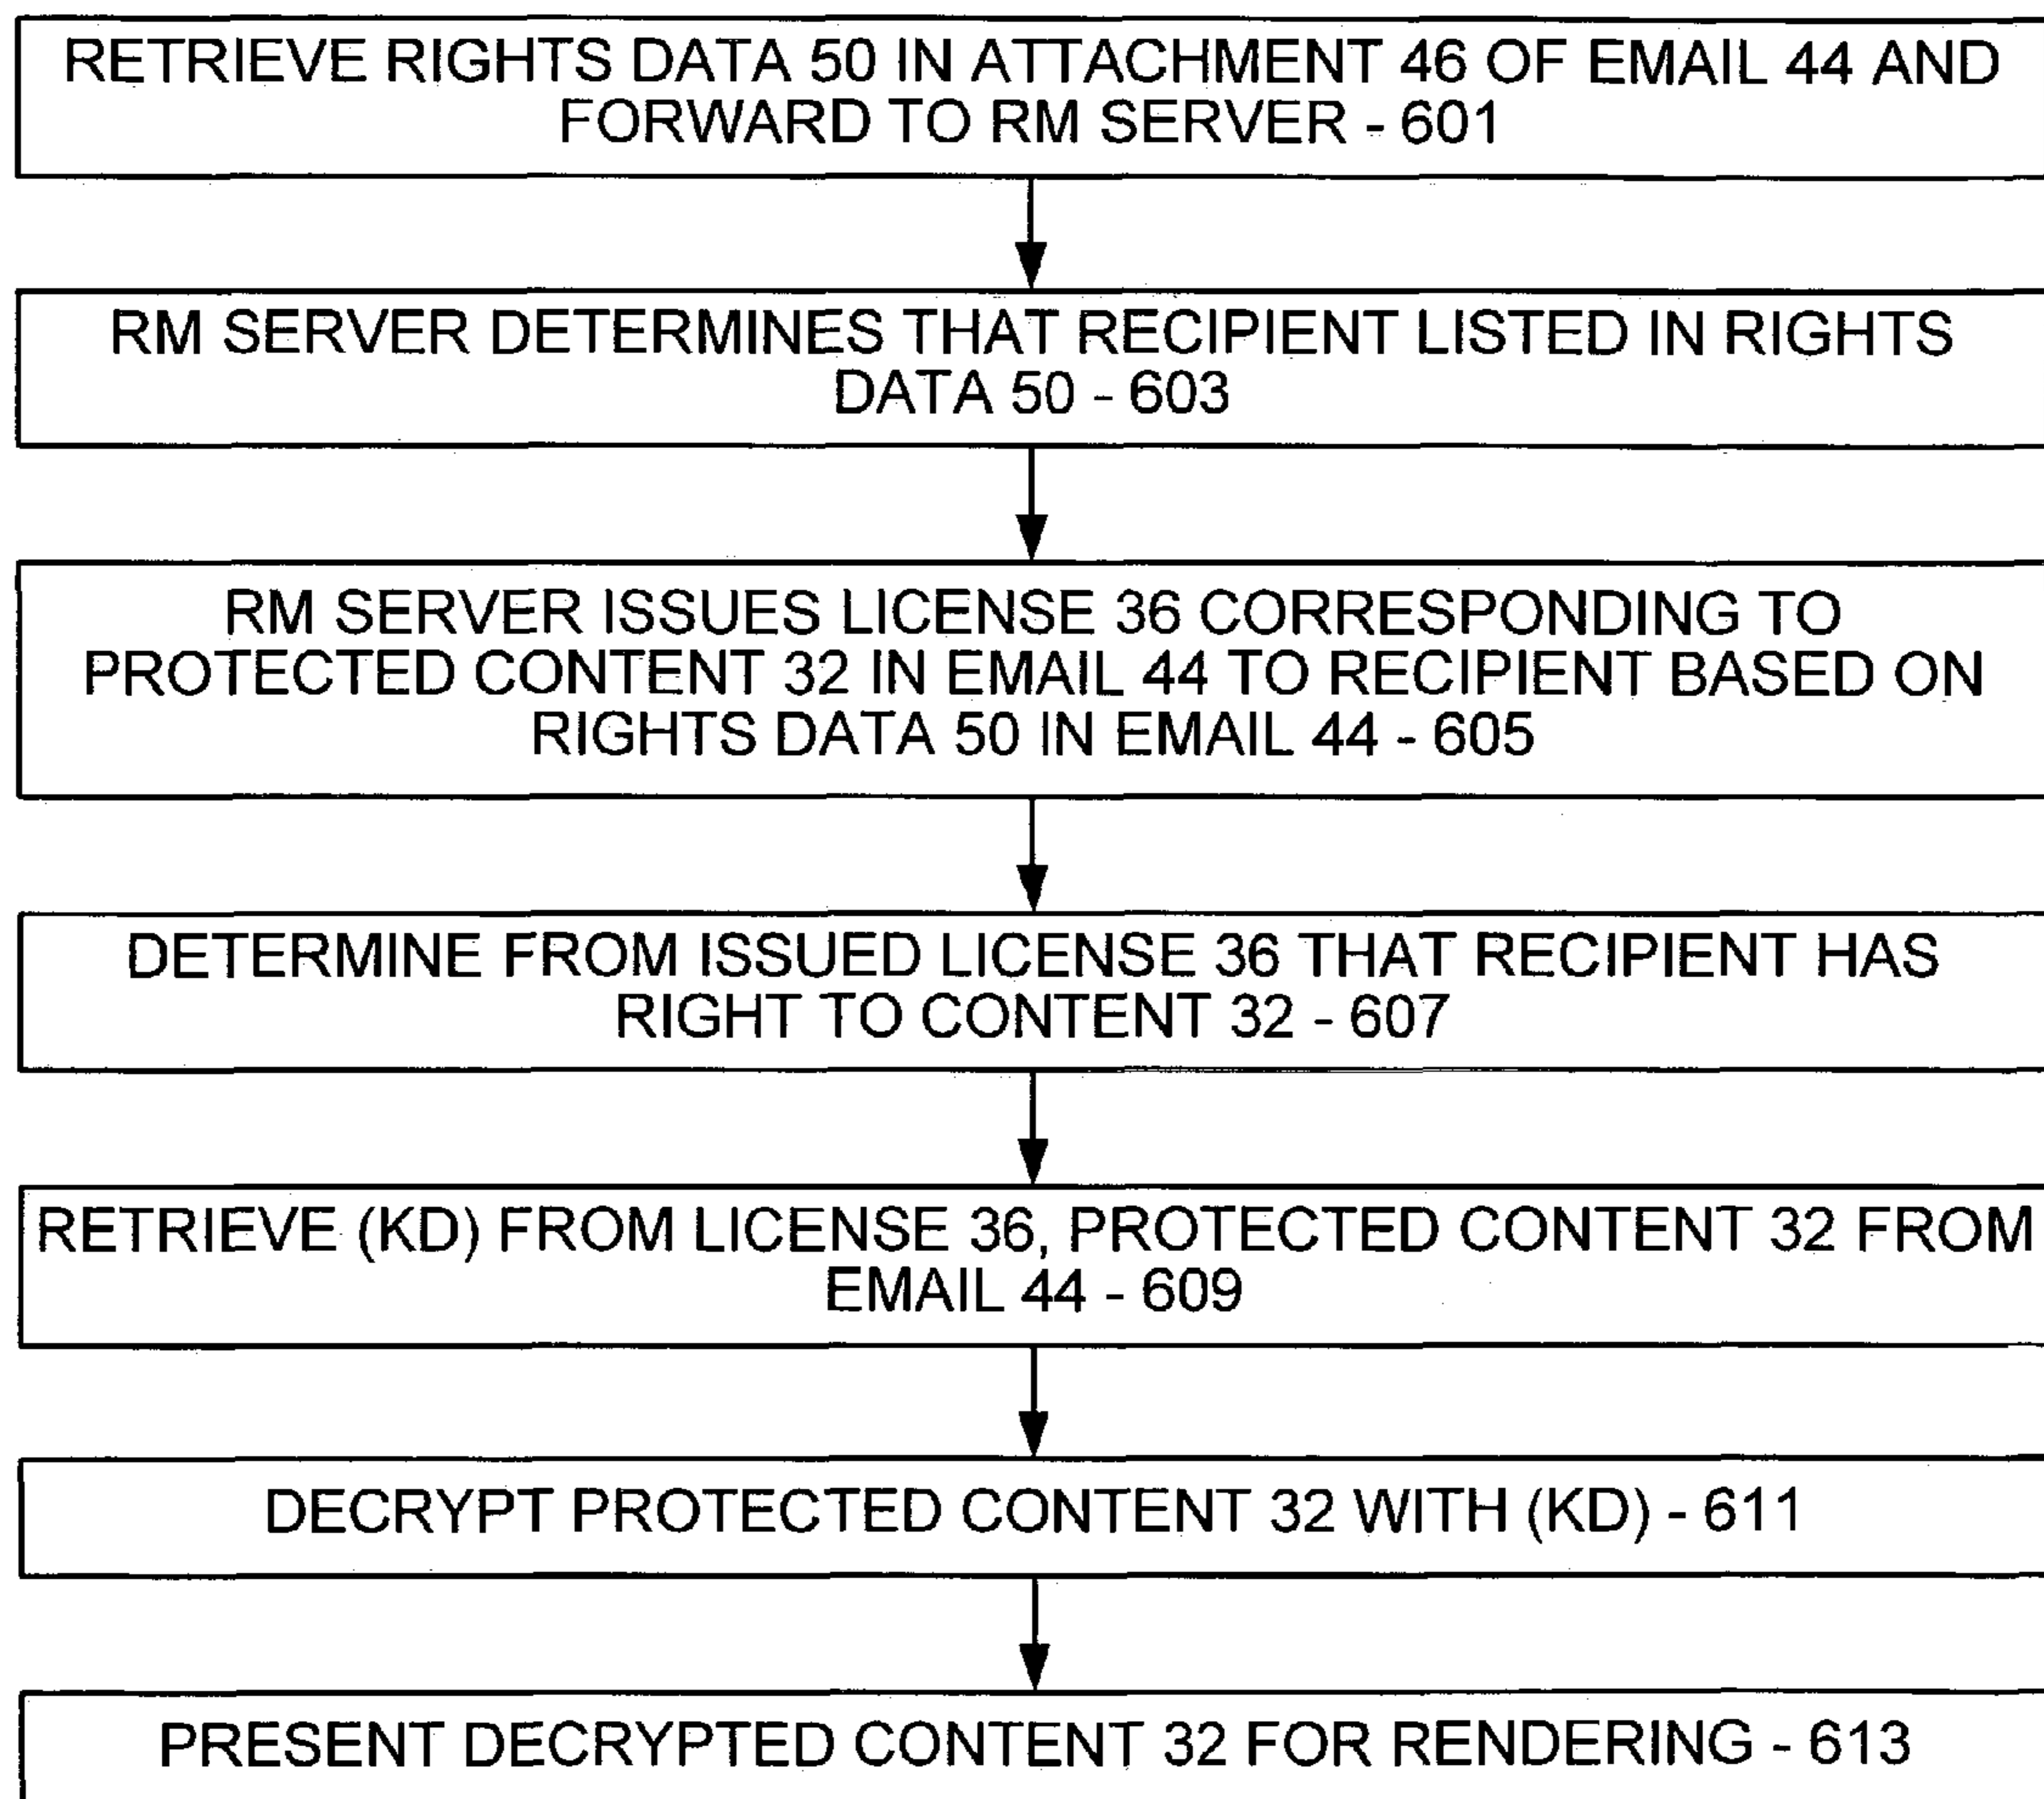 RETRIEVE RIGHTS DATA 50 IN ATTACHMENT 46 OF EMAIL 44 AND
FORWARD TO RM SERVER - 601
RM SERVER DETERMINES THAT RECIPIENT LISTED IN RIGHTS
DATA 50 - 603
RM SERVER ISSUES LICENSE 36 CORRESPONDING TO
PROTECTED CONTENT 32 IN EMAIL 44 TO RECIPIENT BASED ON
RIGHTS DATA 50 IN EMAIL 44 - 605
DETERMINE FROM ISSUED LICENSE 36 THAT RECIPIENT HAS
RIGHT TO CONTENT 32 - 607
RETRIEVE (KD) FROM LICENSE 36, PROTECTED CONTENT 32 FROM
EMAIL 44 - 609
DECRYPT PROTECTED CONTENT 32 WITH (KD) - 611
PRESENT DECRYPTED CONTENT 32 FOR RENDERING - 613